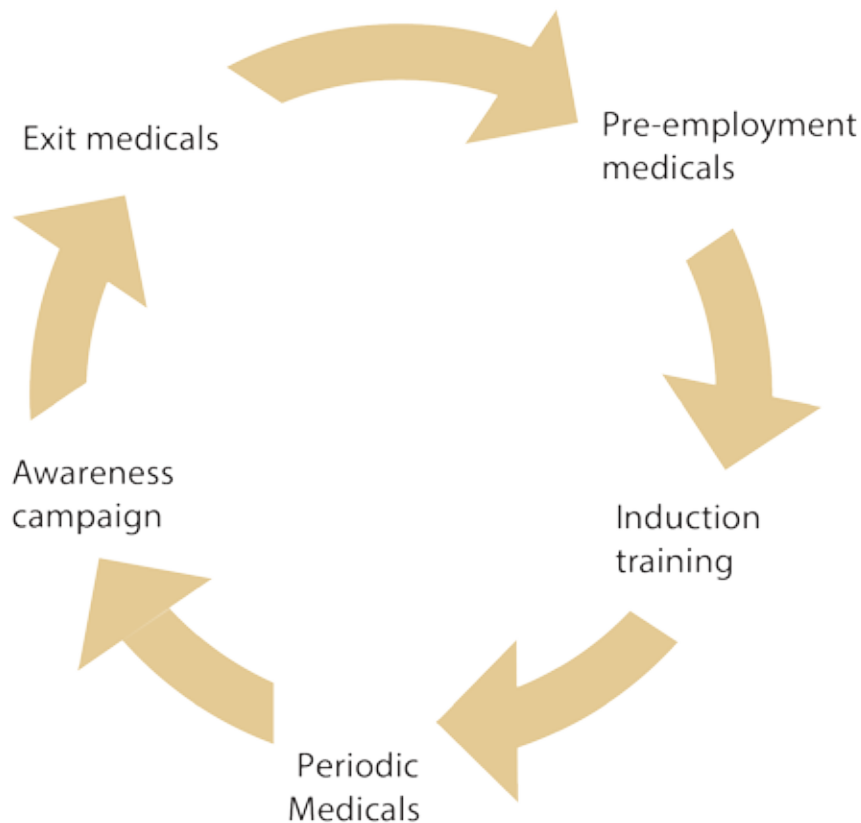 Exit medicals
Pre-employment
medicals
Awareness
campaign
Induction
training
Periodic
Medicals